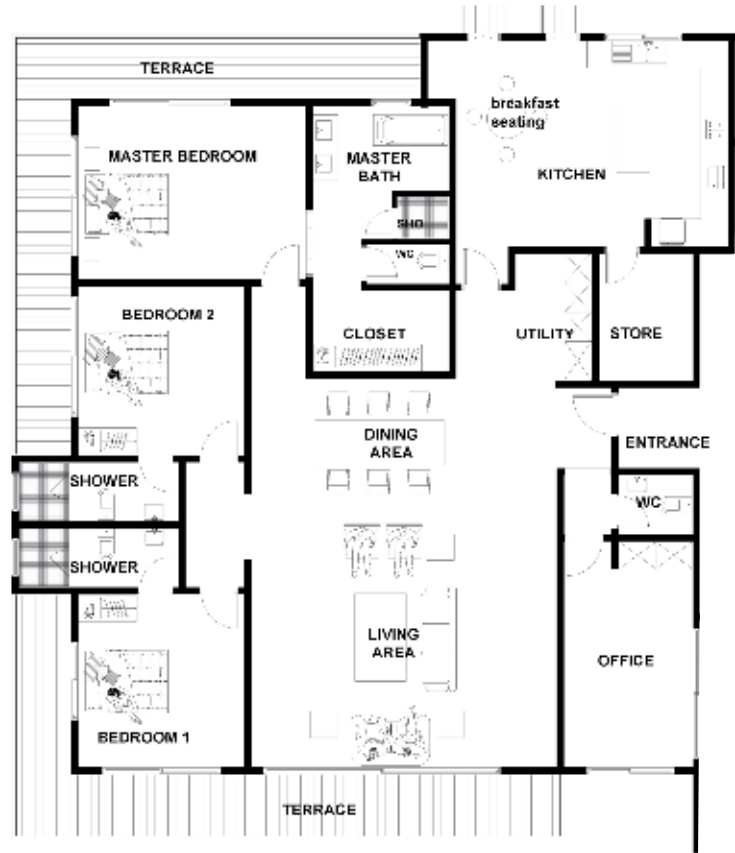 TERRACE
breakfast
seating
MASTER BEDROOM
MASTER
BATH
KITCHEN
SHO
WC
BEDROOM 2
CLOSET
UTILITY
STORE
DINING
AREA
ENTRANCE
SHOWER
WC
SHOWER
LIVING
AREA
OFFICE
BEDROOM 1
TERRACE